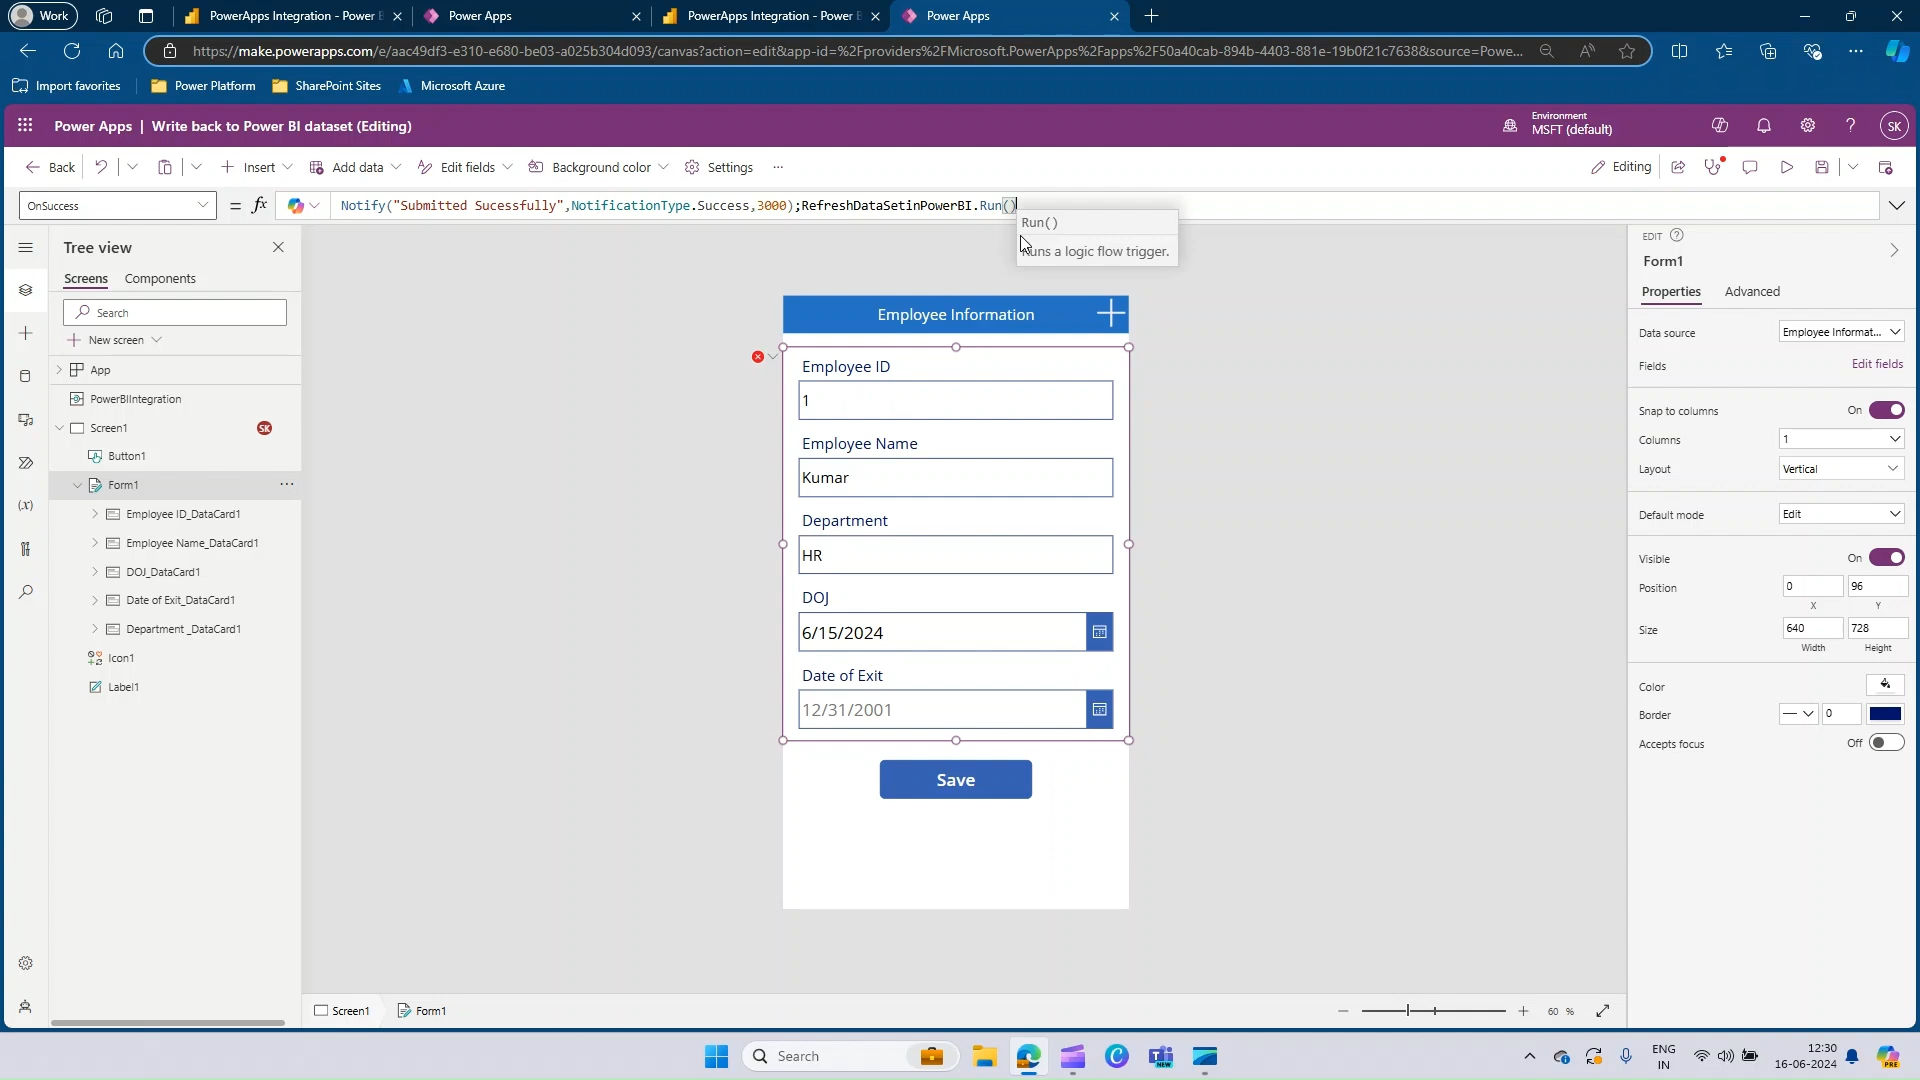 Work
PowerApps Integration - Power B
Power Apps
PowerApps Integration - Power B
Power Apps
https://make.powerapps.com/e/aac49df3-e310-e680-be03-a025b304d093/canvas?action=edit&app-id=%2Fproviders%2FMicrosoft.PowerApps%2Fapps%2F50a40cab-894b-4403-881e-19b0f21c7638&source=Powe...
Import favorites
Power Platform
SharePoint Sites
Microsoft Azure
Power Apps | Write back to Power BI dataset (Editing)
Environment
MSFT (default)
SK
Back
Insert
Add data
Edit fields
Background color
Settings
...
Editing
OnSuccess
= fx
Notify("Submitted Sucessfully",NotificationType.Success,3000);RefreshDataSetinPowerBI.Run()
Run()
Runs a logic flow trigger.
Tree view
Screens
Components
Search
New screen
App
PowerBIIntegration
Screen1
SK
Button1
Form1
...
Employee ID_DataCard1
Employee Name_DataCard1
DOJ_DataCard1
Date of Exit_DataCard1
Department _DataCard1
Icon1
Label1
Employee Information
Employee ID
1
Employee Name
Kumar
Department
HR
DOJ
6/15/2024
Date of Exit
12/31/2001
Save
EDIT
Form1
Properties
Advanced
Data source
Employee Informat...
Fields
Edit fields
Snap to columns
On
Columns
1
Layout
Vertical
Default mode
Edit
Visible
On
Position
0
96
X
Y
Size
640
728
Width
Height
Color
Border
0
Accepts focus
Off
Screen1
Form1
60 %
Search
NEW
ENG
IN
12:30
16-06-2024
PRE